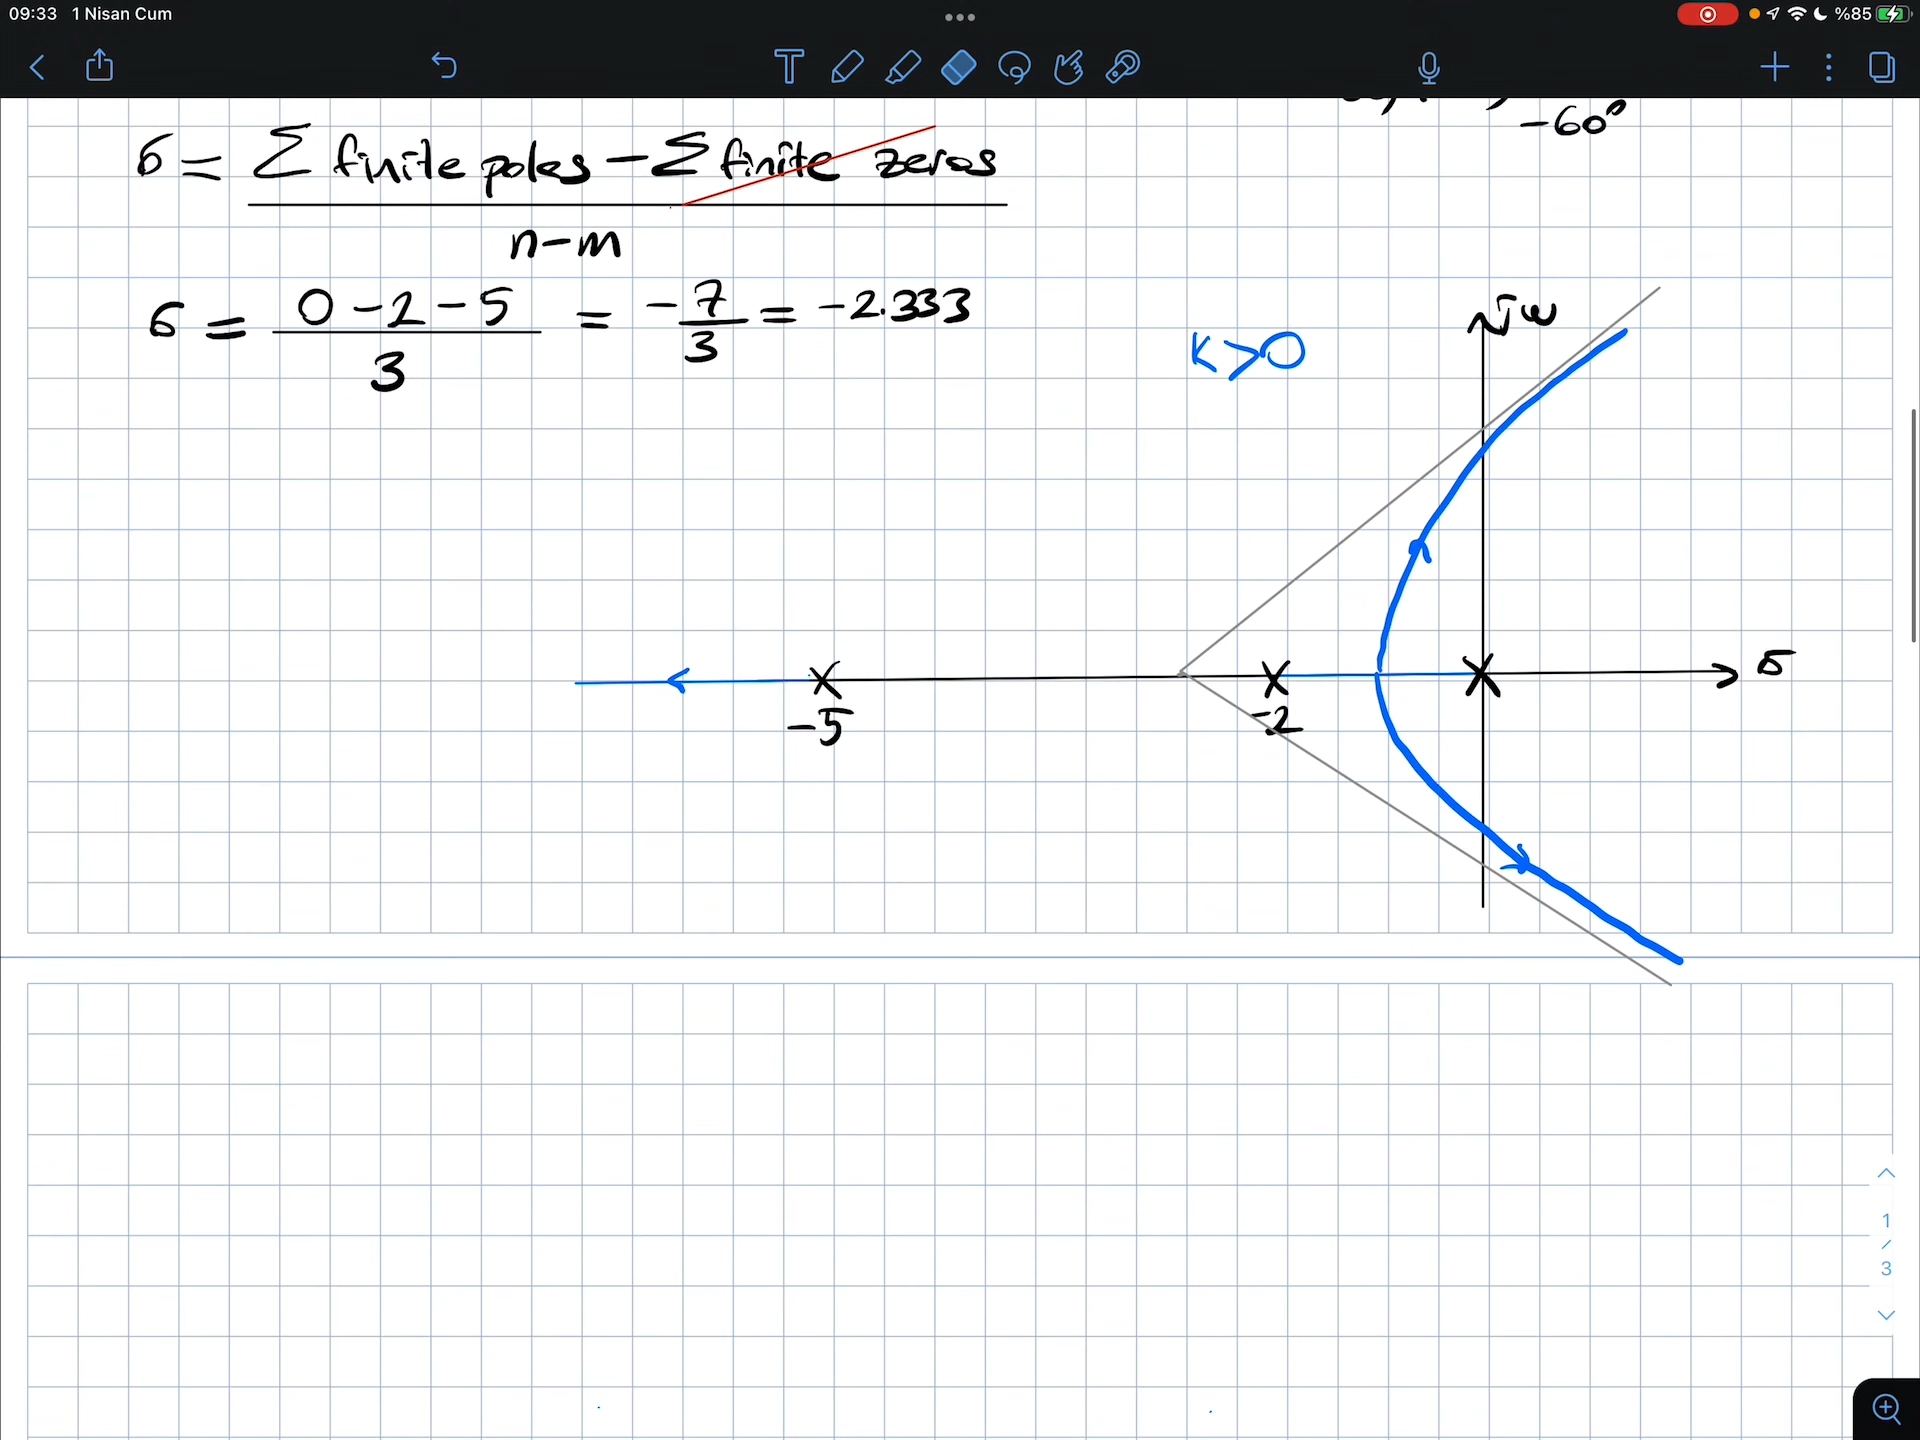 09:33 1 Nisan Cum
%85
-60°
σ = Σ finite poles - Σ finite zeros
n-m
σ = 0-2-5 = -7 = -2.333
3 3
K>0
jω
σ
-5
-2
1
/
3